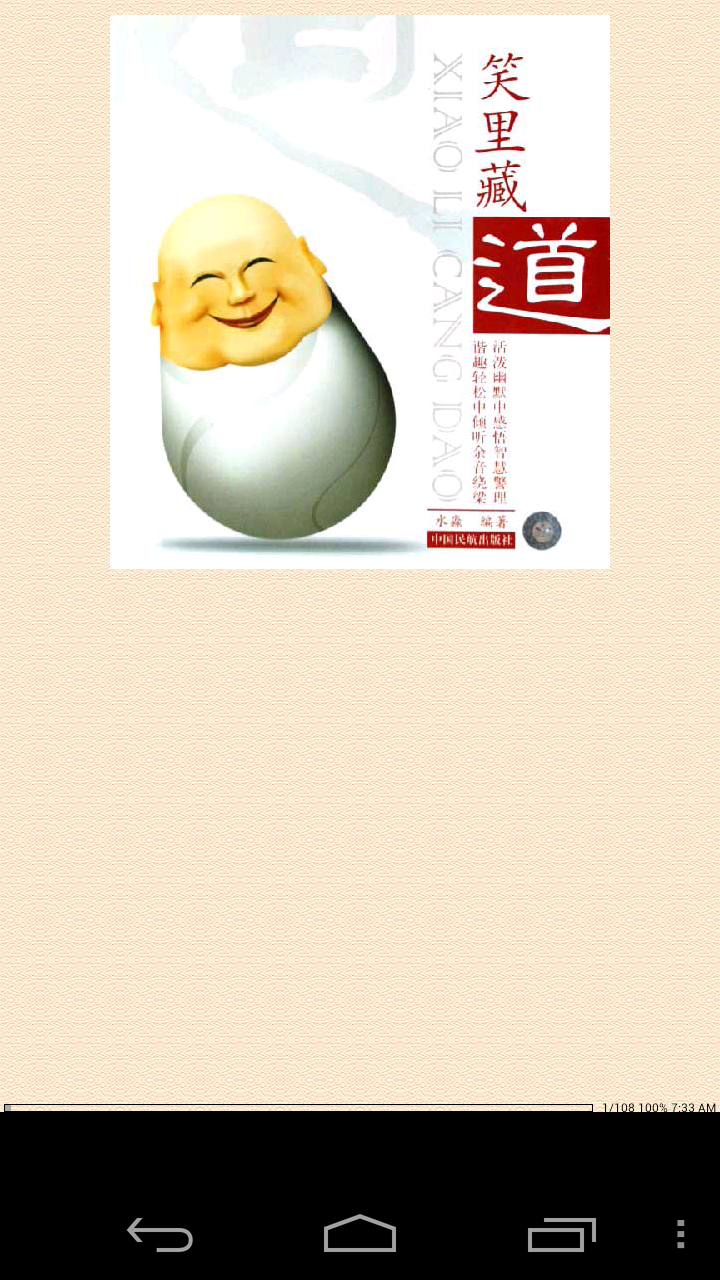 笑里藏
道
XIAO LI CANG DAO
活泼幽默中感悟智慧警理
谐趣轻松中倾听余音绕梁
水淼 编著
中国民航出版社
1/108 100% 7:33 AM